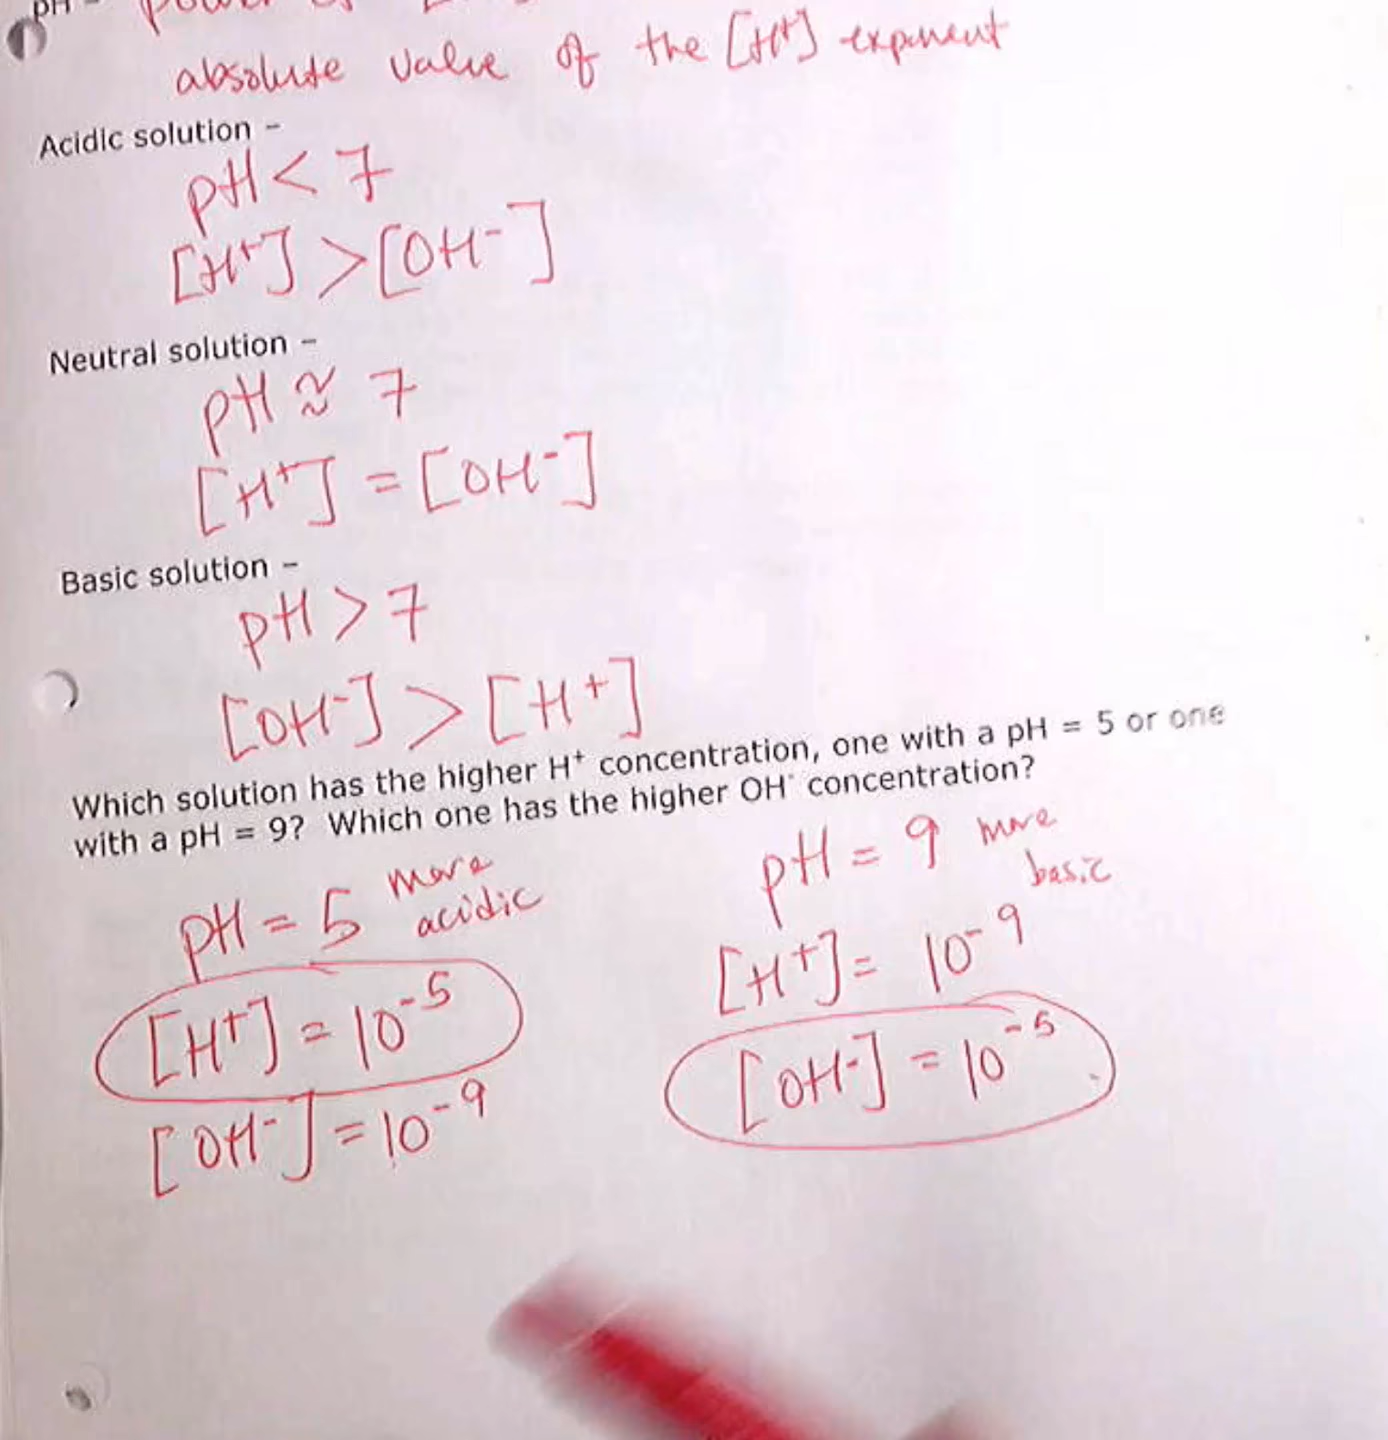 pH -
power of
absolute value of the [H+] exponent
Acidic solution –
pH < 7
[H+] > [OH-]
Neutral solution –
pH ≈ 7
[H+] = [OH-]
Basic solution –
pH > 7
[OH-] > [H+]
Which solution has the higher H+ concentration, one with a pH = 5 or one
with a pH = 9? Which one has the higher OH- concentration?
pH = 5 more acidic
[H+] = 10-5
[OH-] = 10-9
pH = 9 more basic
[H+] = 10-9
[OH-] = 10-5